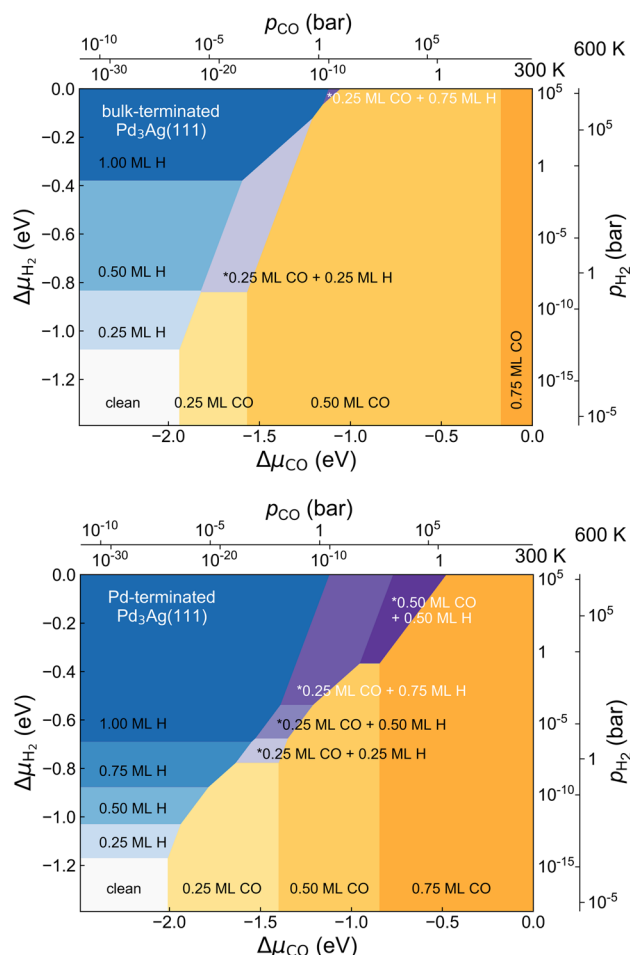 p_CO (bar)
10^-10 10^-5 1 10^5 600 K
10^-30 10^-20 10^-10 1 300 K
0.0
−0.2
−0.4
−0.6
−0.8
−1.0
−1.2
Δμ_H2 (eV)
bulk-terminated
Pd3Ag(111)
*0.25 ML CO + 0.75 ML H
1.00 ML H
0.50 ML H
*0.25 ML CO + 0.25 ML H
0.25 ML H
clean
0.25 ML CO
0.50 ML CO
0.75 ML CO
10^5
1
10^-5
10^-10
10^-15
10^5
1
10^-5
p_H2 (bar)
−2.0 −1.5 −1.0 −0.5 0.0
Δμ_CO (eV)
p_CO (bar)
10^-10 10^-5 1 10^5 600 K
10^-30 10^-20 10^-10 1 300 K
0.0
−0.2
−0.4
−0.6
−0.8
−1.0
−1.2
Δμ_H2 (eV)
Pd-terminated
Pd3Ag(111)
*0.50 ML CO
+ 0.50 ML H
*0.25 ML CO + 0.75 ML H
1.00 ML H
*0.25 ML CO + 0.50 ML H
0.75 ML H
*0.25 ML CO + 0.25 ML H
0.50 ML H
0.25 ML H
clean
0.25 ML CO
0.50 ML CO
0.75 ML CO
10^5
1
10^-5
10^-10
10^-15
10^5
1
10^-5
p_H2 (bar)
−2.0 −1.5 −1.0 −0.5 0.0
Δμ_CO (eV)